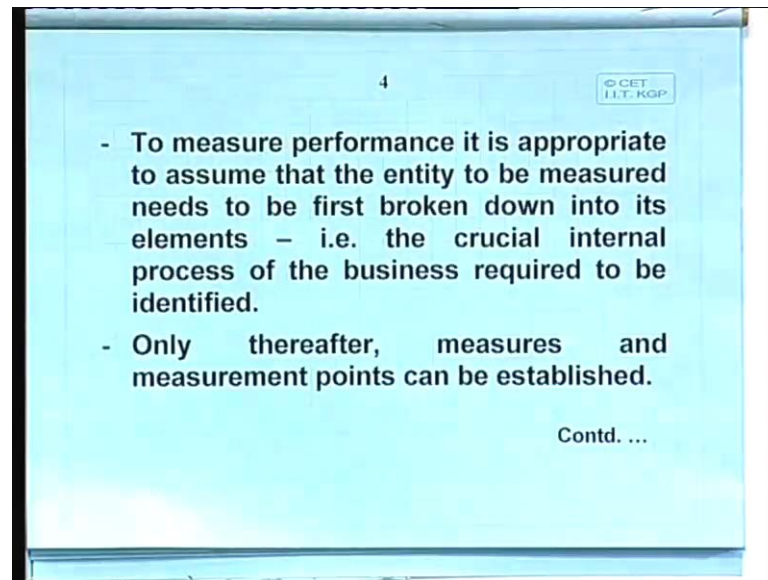 4
© CET
I.I.T. KGP
- To measure performance it is appropriate
to assume that the entity to be measured
needs to be first broken down into its
elements – i.e. the crucial internal
process of the business required to be
identified.
- Only thereafter, measures and
measurement points can be established.
Contd. ...